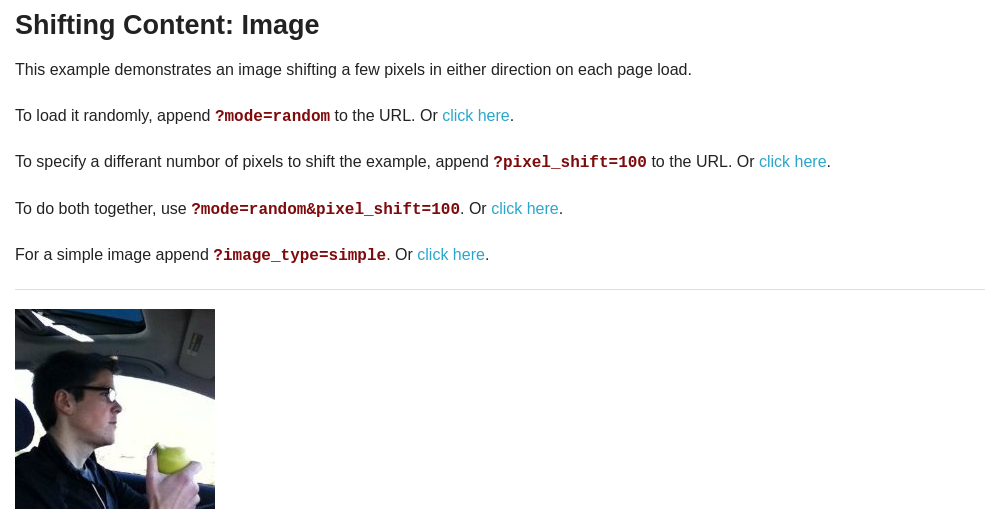 Shifting Content: Image
This example demonstrates an image shifting a few pixels in either direction on each page load.
To load it randomly, append ?mode=random to the URL. Or click here.
To specify a differant numbor of pixels to shift the example, append ?pixel_shift=100 to the URL. Or click here.
To do both together, use ?mode=random&pixel_shift=100. Or click here.
For a simple image append ?image_type=simple. Or click here.